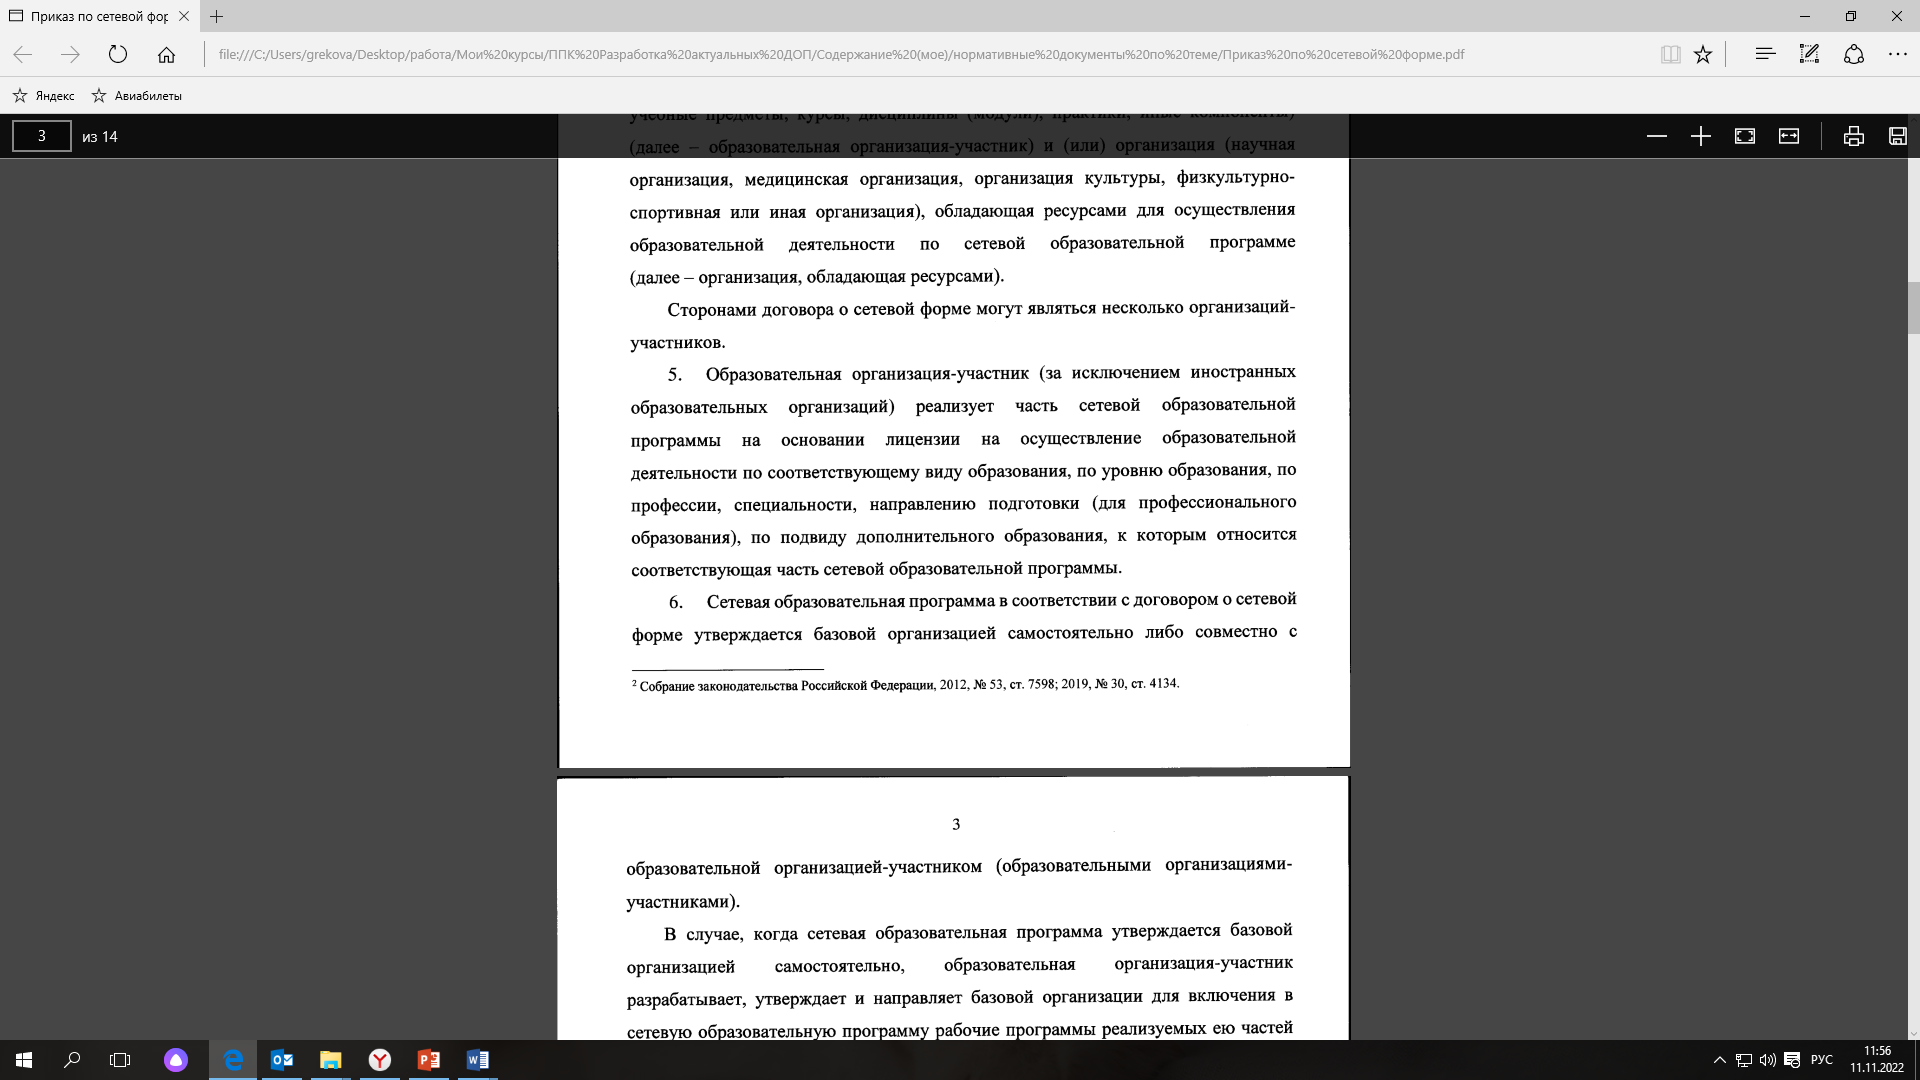 Приказ по сетевой фор
file:///C:/Users/grekova/Desktop/работа/Мои%20курсы/ППК%20Разработка%20актуальных%20ДОП/Содержание%20(мое)/нормативные%20документы%20по%20теме/Приказ%20по%20сетевой%20форме.pdf
Яндекс Авиабилеты
учебные предметы, курсы, дисциплины (модули), практики, иные компоненты)
3 из 14
(далее – образовательная организация-участник) и (или) организация (научная
организация, медицинская организация, организация культуры, физкультурно-
спортивная или иная организация), обладающая ресурсами для осуществления
образовательной деятельности по сетевой образовательной программе
(далее – организация, обладающая ресурсами).
Сторонами договора о сетевой форме могут являться несколько организаций-
участников.
5. Образовательная организация-участник (за исключением иностранных
образовательных организаций) реализует часть сетевой образовательной
программы на основании лицензии на осуществление образовательной
деятельности по соответствующему виду образования, по уровню образования, по
профессии, специальности, направлению подготовки (для профессионального
образования), по подвиду дополнительного образования, к которым относится
соответствующая часть сетевой образовательной программы.
6. Сетевая образовательная программа в соответствии с договором о сетевой
форме утверждается базовой организацией самостоятельно либо совместно с
² Собрание законодательства Российской Федерации, 2012, № 53, ст. 7598; 2019, № 30, ст. 4134.
3
образовательной организацией-участником (образовательными организациями-
участниками).
В случае, когда сетевая образовательная программа утверждается базовой
организацией самостоятельно, образовательная организация-участник
разрабатывает, утверждает и направляет базовой организации для включения в
сетевую образовательную программу рабочие программы реализуемых ею частей
РУС
11:56
11.11.2022